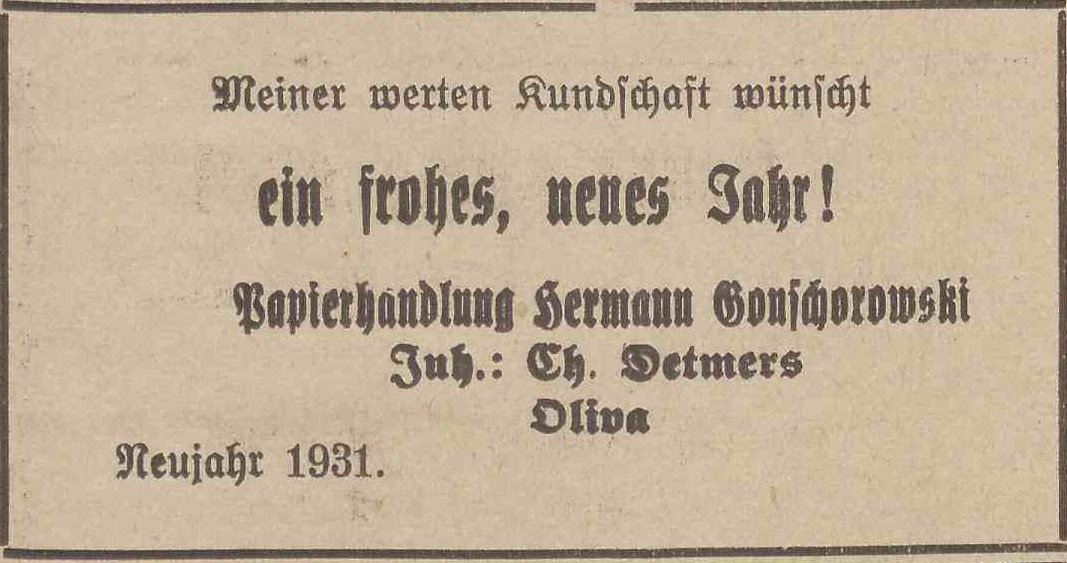 Meiner werten Kundschaft wünscht
ein frohes, neues Jahr!
Papierhandlung Hermann Gonschorowski
Inh.: Ch. Detmers
Oliva
Neujahr 1931.